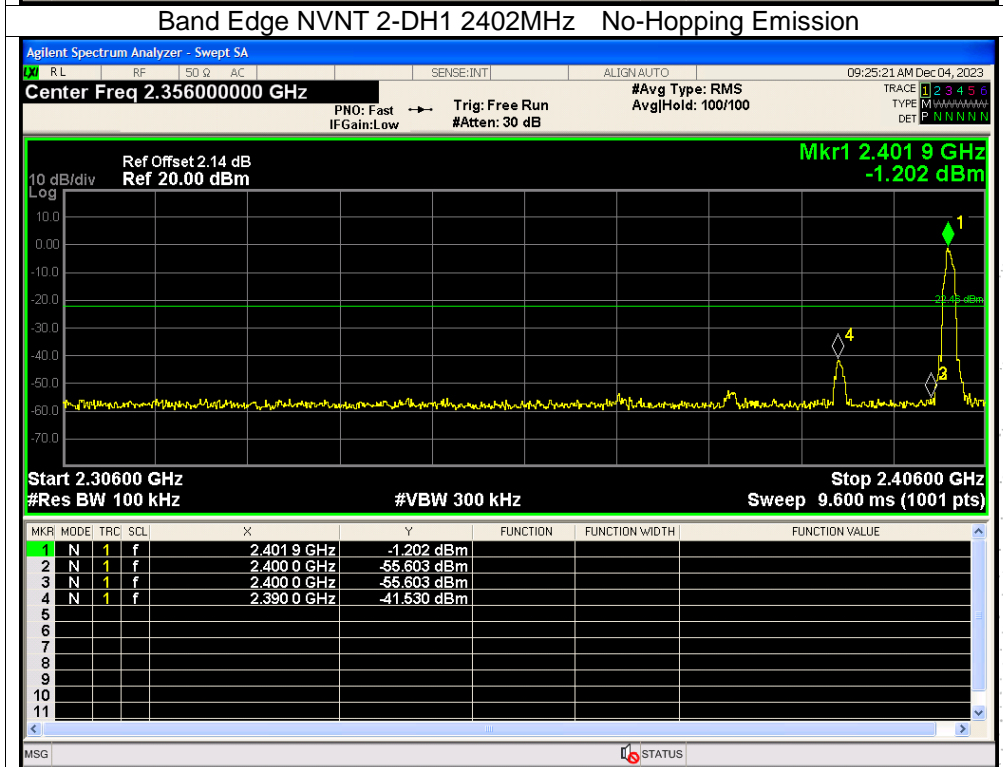 Band Edge NVNT 2-DH1 2402MHz No-Hopping Emission
Agilent Spectrum Analyzer - Swept SA
LXI RL RF 50 Ω AC SENSE:INT ALIGN AUTO 09:25:21 AM Dec 04, 2023
Center Freq 2.356000000 GHz #Avg Type: RMS TRACE 1 2 3 4 5 6
PNO: Fast Trig: Free Run Avg|Hold: 100/100 TYPE M
IFGain:Low #Atten: 30 dB DET P N N N N N
Mkr1 2.401 9 GHz
Ref Offset 2.14 dB
10 dB/div Ref 20.00 dBm -1.202 dBm
Log
10.0
1
0.00
-10.0
-20.0
-22.43 dBm
-30.0
4
-40.0
-50.0
3
-60.0
-70.0
Start 2.30600 GHz Stop 2.40600 GHz
#Res BW 100 kHz #VBW 300 kHz Sweep 9.600 ms (1001 pts)
MKR MODE TRC SCL X Y FUNCTION FUNCTION WIDTH FUNCTION VALUE
1 N 1 f 2.401 9 GHz -1.202 dBm
2 N 1 f 2.400 0 GHz -55.603 dBm
3 N 1 f 2.400 0 GHz -55.603 dBm
4 N 1 f 2.390 0 GHz -41.530 dBm
5
6
7
8
9
10
11
MSG STATUS